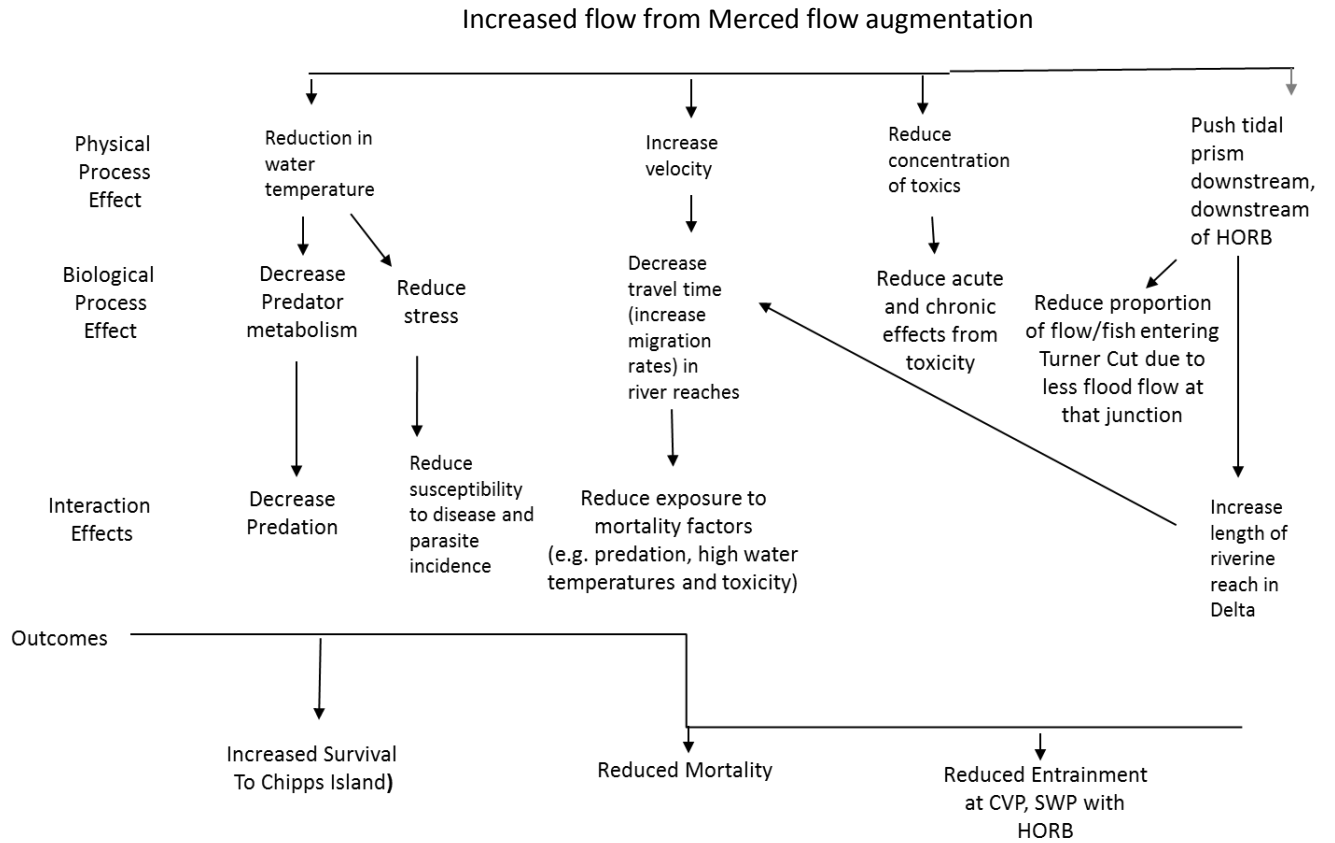 Increased flow from Merced flow augmentation
Physical
Process
Effect
Reduction in
water
temperature
Increase
velocity
Reduce
concentration
of toxics
Push tidal
prism
downstream,
downstream
of HORB
Biological
Process
Effect
Decrease
Predator
metabolism
Reduce
stress
Decrease
travel time
(increase
migration
rates) in
river reaches
Reduce acute
and chronic
effects from
toxicity
Reduce proportion
of flow/fish entering
Turner Cut due to
less flood flow at
that junction
Interaction
Effects
Decrease
Predation
Reduce
susceptibility
to disease and
parasite
incidence
Reduce exposure to
mortality factors
(e.g. predation, high water
temperatures and toxicity)
Increase
length of
riverine
reach in
Delta
Outcomes
Increased Survival
To Chipps Island)
Reduced Mortality
Reduced Entrainment
at CVP, SWP with
HORB